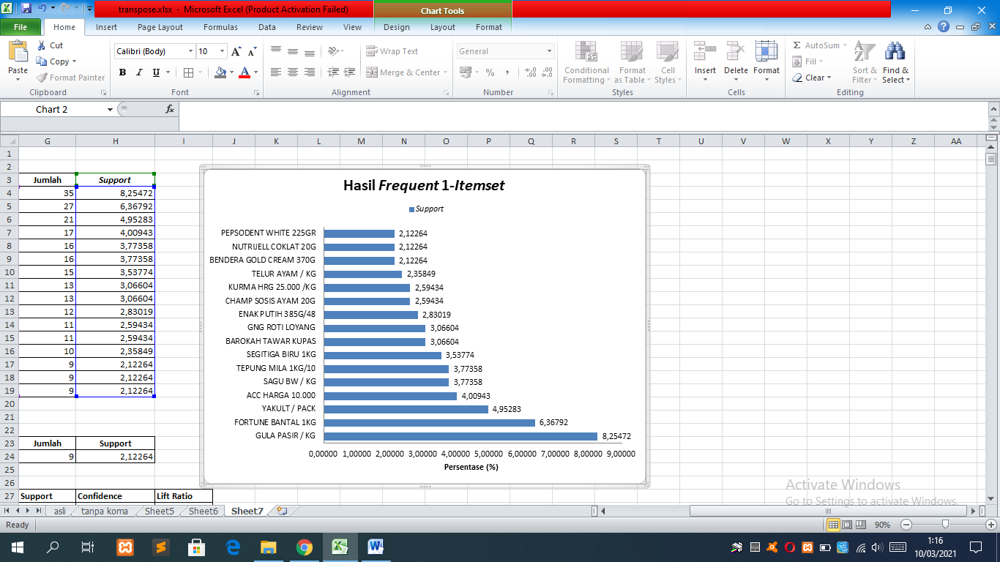 transpose.xlsx - Microsoft Excel (Product Activation Failed)
Chart Tools
File Home Insert Page Layout Formulas Data Review View Design Layout Format
Paste
Cut
Copy
Format Painter
Clipboard
Calibri (Body) 10
B I U
Font
Wrap Text
Merge & Center
Alignment
General
% ,
Number
Conditional Formatting
Format as Table
Cell Styles
Styles
Insert Delete Format
Cells
Σ AutoSum
Fill
Clear
Sort & Filter
Find & Select
Editing
Chart 2
fx
G H I J K L M N O P Q R S T U V W X Y Z AA
1
2
3 Jumlah Support
4 35 8,25472
5 27 6,36792
6 21 4,95283
7 17 4,00943
8 16 3,77358
9 16 3,77358
10 15 3,53774
11 13 3,06604
12 13 3,06604
13 12 2,83019
14 11 2,59434
15 11 2,59434
16 10 2,35849
17 9 2,12264
18 9 2,12264
19 9 2,12264
20
21
22
23 Jumlah Support
24 9 2,12264
25
26
27 Support Confidence Lift Ratio
Hasil Frequent 1-Itemset
Support
PEPSODENT WHITE 225GR 2,12264
NUTRIJELL COKLAT 20G 2,12264
BENDERA GOLD CREAM 370G 2,12264
TELUR AYAM / KG 2,35849
KURMA HRG 25.000 /KG 2,59434
CHAMP SOSIS AYAM 20G 2,59434
ENAK PUTIH 385G/48 2,83019
GNG ROTI LOYANG 3,06604
BAROKAH TAWAR KUPAS 3,06604
SEGITIGA BIRU 1KG 3,53774
TEPUNG MILA 1KG/10 3,77358
SAGU BW / KG 3,77358
ACC HARGA 10.000 4,00943
YAKULT / PACK 4,95283
FORTUNE BANTAL 1KG 6,36792
GULA PASIR / KG 8,25472
0,00000 1,00000 2,00000 3,00000 4,00000 5,00000 6,00000 7,00000 8,00000 9,00000
Persentase (%)
Activate Windows
Go to Settings to activate Windows.
asli tanpa koma Sheet5 Sheet6 Sheet7
Ready
90%
1:16
10/03/2021